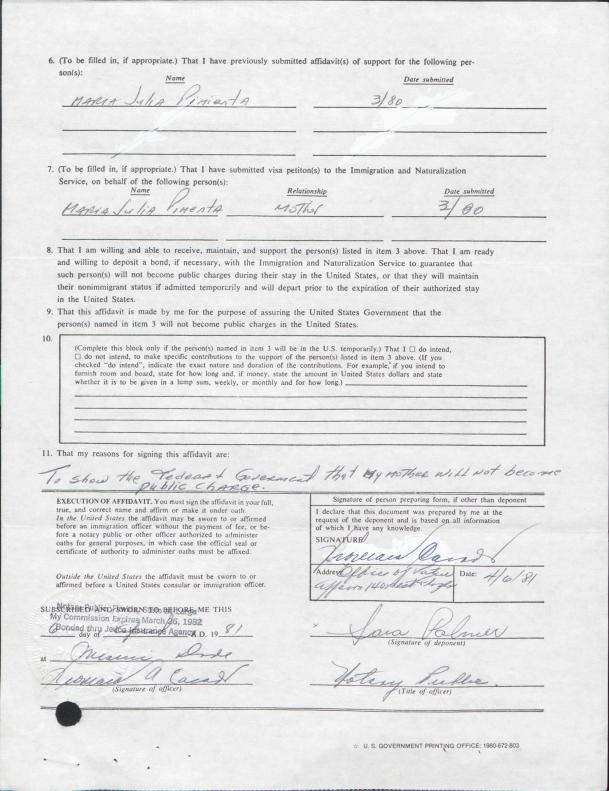 6. (To be filled in, if appropriate.) That I have previously submitted affidavit(s) of support for the following per-
son(s):
Name Date submitted
MARIA Julia Pimienta 3/80
7. (To be filled in, if appropriate.) That I have submitted visa petiton(s) to the Immigration and Naturalization
Service, on behalf of the following person(s):
Name Relationship Date submitted
MARIA Julia Pimenta Mother 3/80
8. That I am willing and able to receive, maintain, and support the person(s) listed in item 3 above. That I am ready
and willing to deposit a bond, if necessary, with the Immigration and Naturalization Service to guarantee that
such person(s) will not become public charges during their stay in the United States, or that they will maintain
their nonimmigrant status if admitted temporarily and will depart prior to the expiration of their authorized stay
in the United States.
9. That this affidavit is made by me for the purpose of assuring the United States Government that the
person(s) named in item 3 will not become public charges in the United States.
10.
(Complete this block only if the person(s) named in item 3 will be in the U.S. temporarily.) That I ☐ do intend,
☐ do not intend, to make specific contributions to the support of the person(s) listed in item 3 above. (If you
checked "do intend", indicate the exact nature and duration of the contributions. For example, if you intend to
furnish room and board, state for how long and, if money, state the amount in United States dollars and state
whether it is to be given in a lump sum, weekly, or monthly and for how long.)
11. That my reasons for signing this affidavit are:
To show the Federal Goverment that My mother will not become
public charge.
EXECUTION OF AFFIDAVIT. You must sign the affidavit in your full,
true, and correct name and affirm or make it under oath.
In the United States the affidavit may be sworn to or affirmed
before an immigration officer without the payment of fee, or be-
fore a notary public or other officer authorized to administer
oaths for general purposes, in which case the official seal or
certificate of authority to administer oaths must be affixed.
Outside the United States the affidavit must be sworn to or
affirmed before a United States consular or immigration officer.
Signature of person preparing form, if other than deponent
I declare that this document was prepared by me at the
request of the deponent and is based on all information
of which I have any knowledge.
SIGNATURE
Address Office of Date: 4/6/81
Affairs 140 West
SUBSCRIBED AND SWORN TO BEFORE ME THIS
Notary Public, Florida, State at Large
My Commission Expires March 26, 1982
Bonded thru Jedco Insurance Agency
day of A.D. 19 81
Sara Palmer
(Signature of deponent)
at Miami Dade
(Signature of officer)
Notary Public.
(Title of officer)
☆ U. S. GOVERNMENT PRINTING OFFICE: 1980-672-803